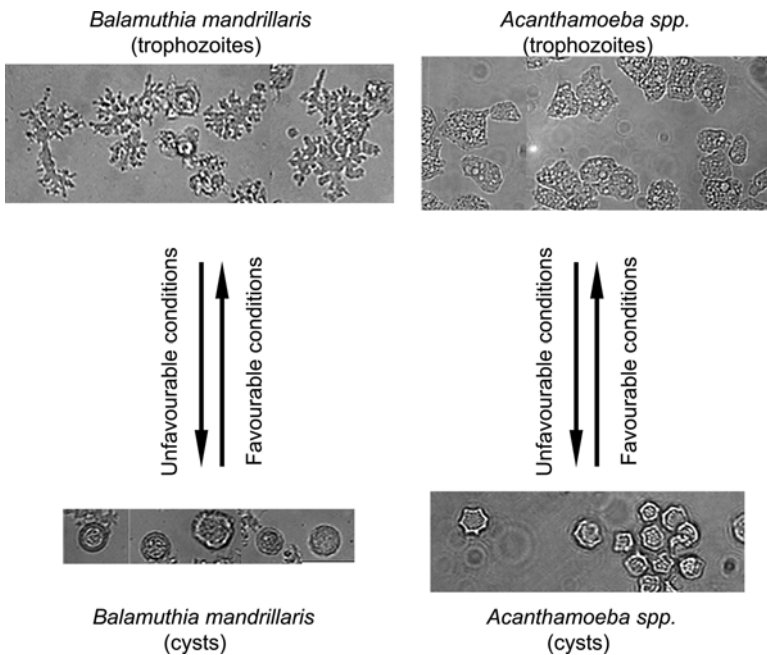 Balamuthia mandrillaris
(trophozoites)
Acanthamoeba spp.
(trophozoites)
Unfavourable conditions
Favourable conditions
Unfavourable conditions
Favourable conditions
Balamuthia mandrillaris
(cysts)
Acanthamoeba spp.
(cysts)